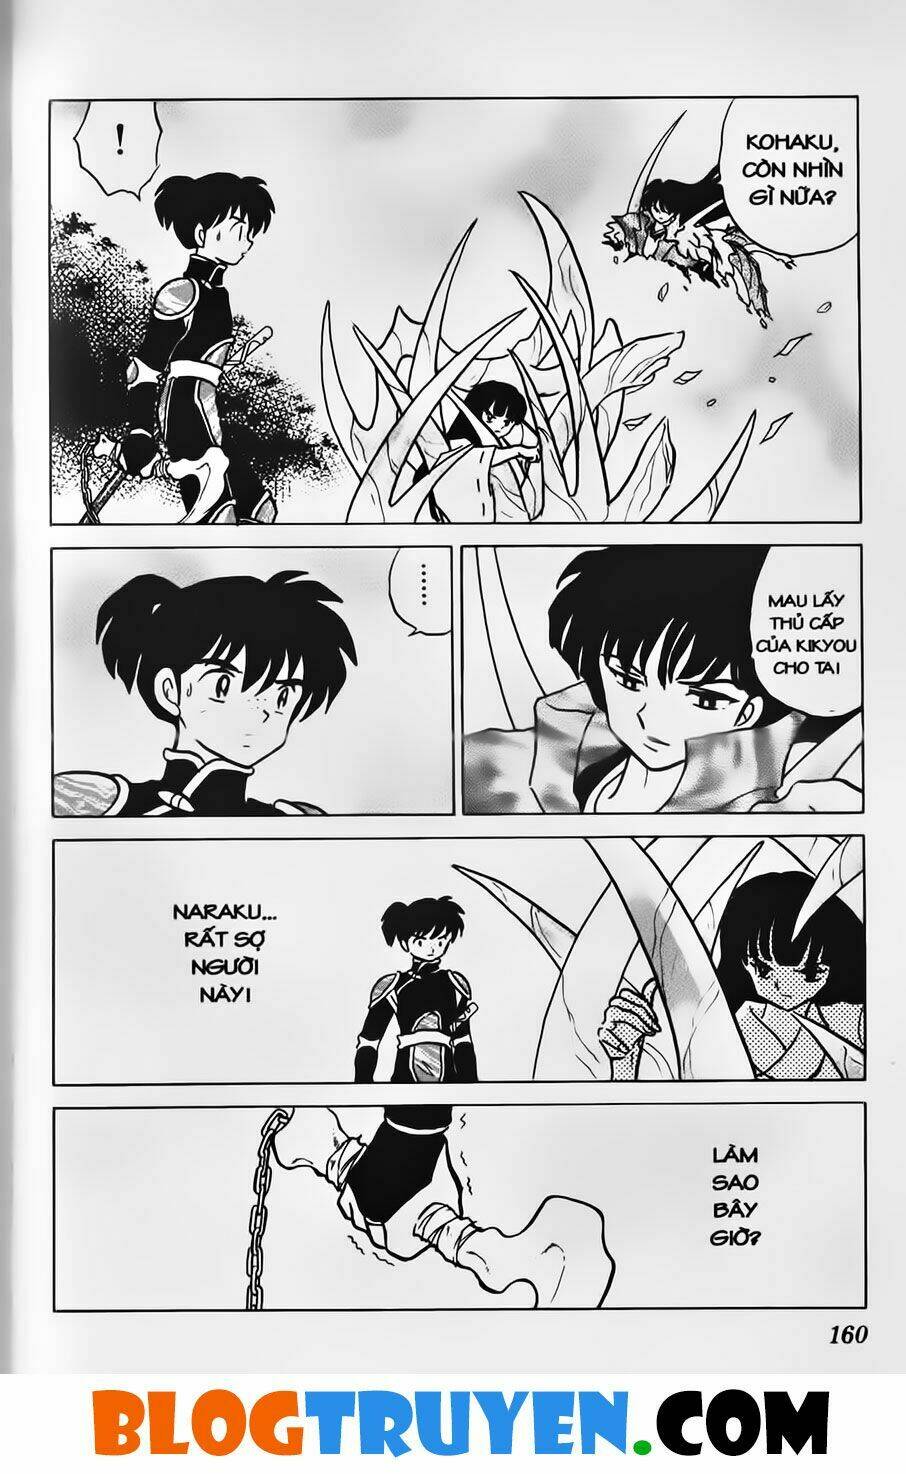 !
KOHAKU,
CÒN NHÌN
GÌ NỮA?
......
MAU LẤY
THỦ CẤP
CỦA KIKYOU
CHO TA!
NARAKU...
RẤT SỢ
NGƯỜI
NÀY!
LÀM
SAO
BÂY
GIỜ?
160
BLOGTRUYEN.COM